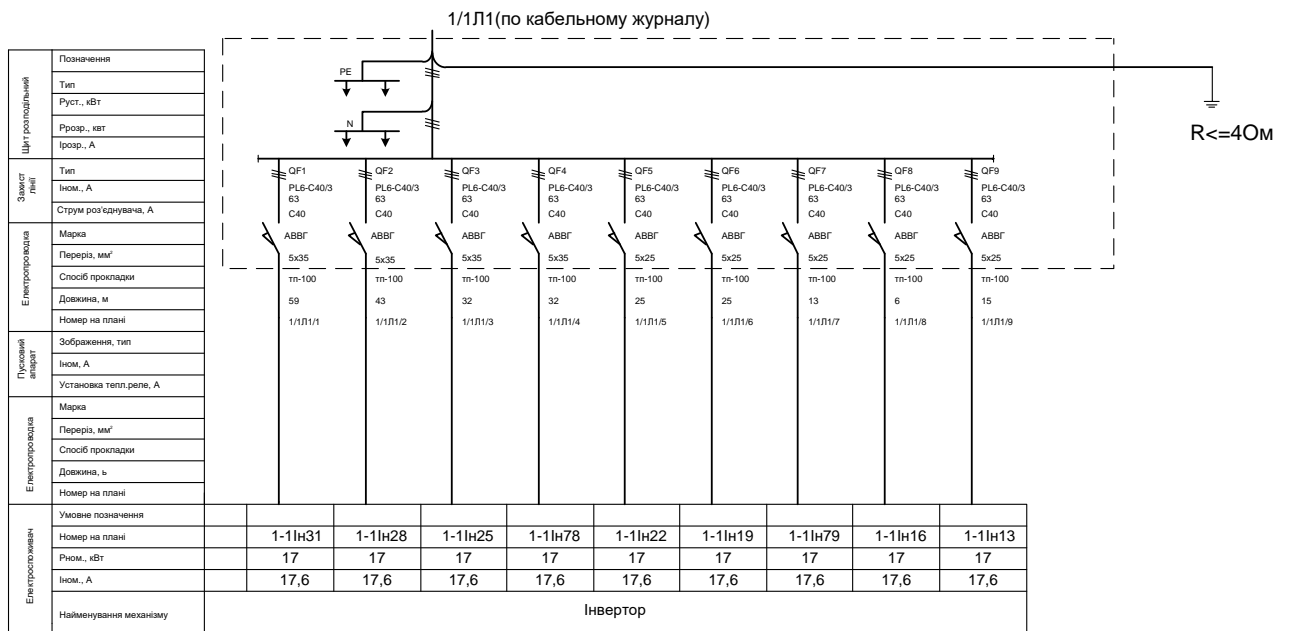 1/1Л1(по кабельному журналу)
Щит розподільний
Позначення
Тип
Руст., кВт
Ррозр., квт
Ірозр., А
PE
N
R<=4Ом
Захист лінії
Тип
Іном., А
Струм роз'єднувача, А
QF1 QF2 QF3 QF4 QF5 QF6 QF7 QF8 QF9
PL6-C40/3 PL6-C40/3 PL6-C40/3 PL6-C40/3 PL6-C40/3 PL6-C40/3 PL6-C40/3 PL6-C40/3 PL6-C40/3
63 63 63 63 63 63 63 63 63
C40 C40 C40 C40 C40 C40 C40 C40 C40
Електропроводка
Марка АВВГ АВВГ АВВГ АВВГ АВВГ АВВГ АВВГ АВВГ АВВГ
Переріз, мм² 5x35 5x35 5x35 5x35 5x25 5x25 5x25 5x25 5x25
Спосіб прокладки тп-100 тп-100 тп-100 тп-100 тп-100 тп-100 тп-100 тп-100 тп-100
Довжина, м 59 43 32 32 25 25 13 6 15
Номер на плані 1/1Л1/1 1/1Л1/2 1/1Л1/3 1/1Л1/4 1/1Л1/5 1/1Л1/6 1/1Л1/7 1/1Л1/8 1/1Л1/9
Пусковий апарат
Зображення, тип
Іном, А
Установка тепл.реле, А
Електропроводка
Марка
Переріз, мм²
Спосіб прокладки
Довжина, ь
Номер на плані
Електроспоживач
Умовне позначення
Номер на плані 1-1Ін31 1-1Ін28 1-1Ін25 1-1Ін78 1-1Ін22 1-1Ін19 1-1Ін79 1-1Ін16 1-1Ін13
Рном., кВт 17 17 17 17 17 17 17 17 17
Іном., А 17,6 17,6 17,6 17,6 17,6 17,6 17,6 17,6 17,6
Найменування механізму Інвертор